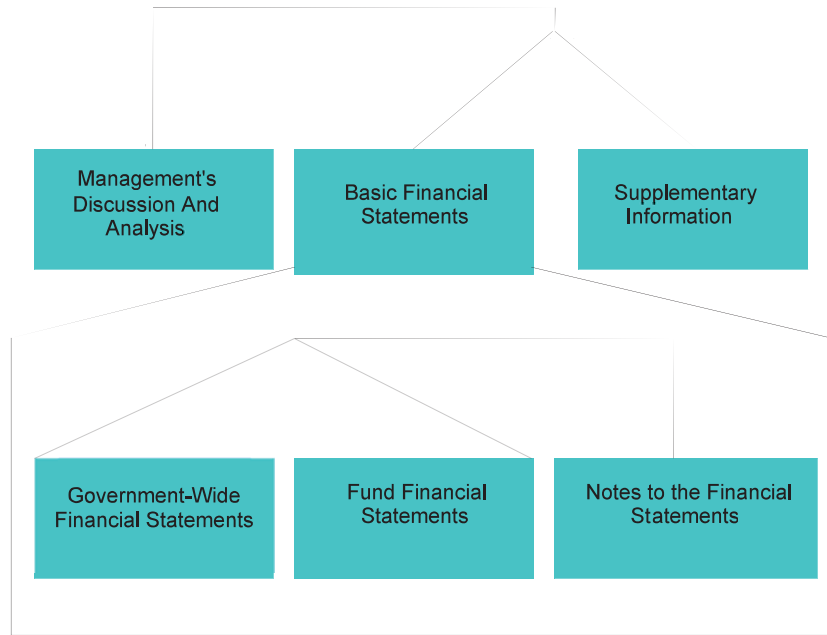 Management's
Discussion And
Analysis
Basic Financial
Statements
Supplementary
Information
Government-Wide
Financial Statements
Fund Financial
Statements
Notes to the Financial
Statements